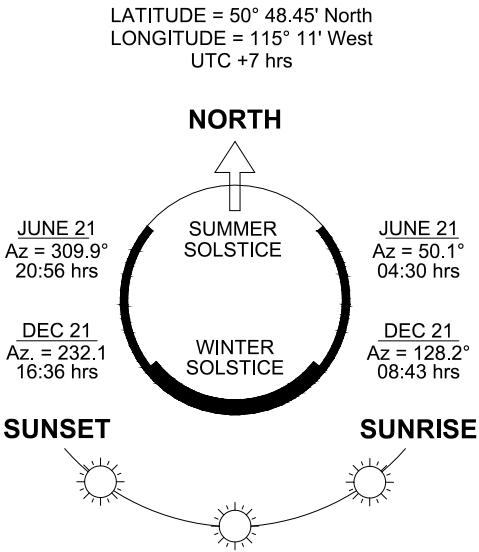 LATITUDE = 50° 48.45' North
LONGITUDE = 115° 11' West
UTC +7 hrs
NORTH
JUNE 21
Az = 309.9°
20:56 hrs
SUMMER
SOLSTICE
JUNE 21
Az = 50.1°
04:30 hrs
DEC 21
Az. = 232.1
16:36 hrs
WINTER
SOLSTICE
DEC 21
Az = 128.2°
08:43 hrs
SUNSET
SUNRISE